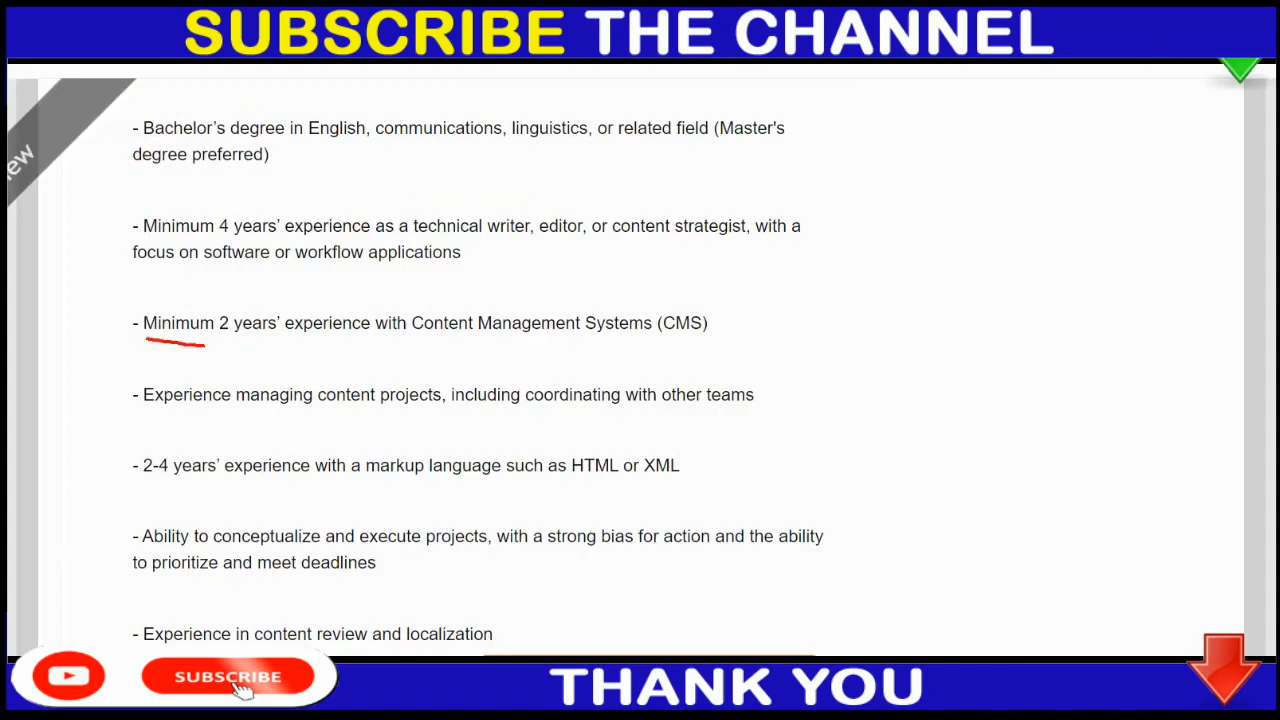 SUBSCRIBE THE CHANNEL
- Bachelor’s degree in English, communications, linguistics, or related field (Master's
degree preferred)
- Minimum 4 years’ experience as a technical writer, editor, or content strategist, with a
focus on software or workflow applications
- Minimum 2 years’ experience with Content Management Systems (CMS)
- Experience managing content projects, including coordinating with other teams
- 2-4 years’ experience with a markup language such as HTML or XML
- Ability to conceptualize and execute projects, with a strong bias for action and the ability
to prioritize and meet deadlines
- Experience in content review and localization
SUBSCRIBE
THANK YOU